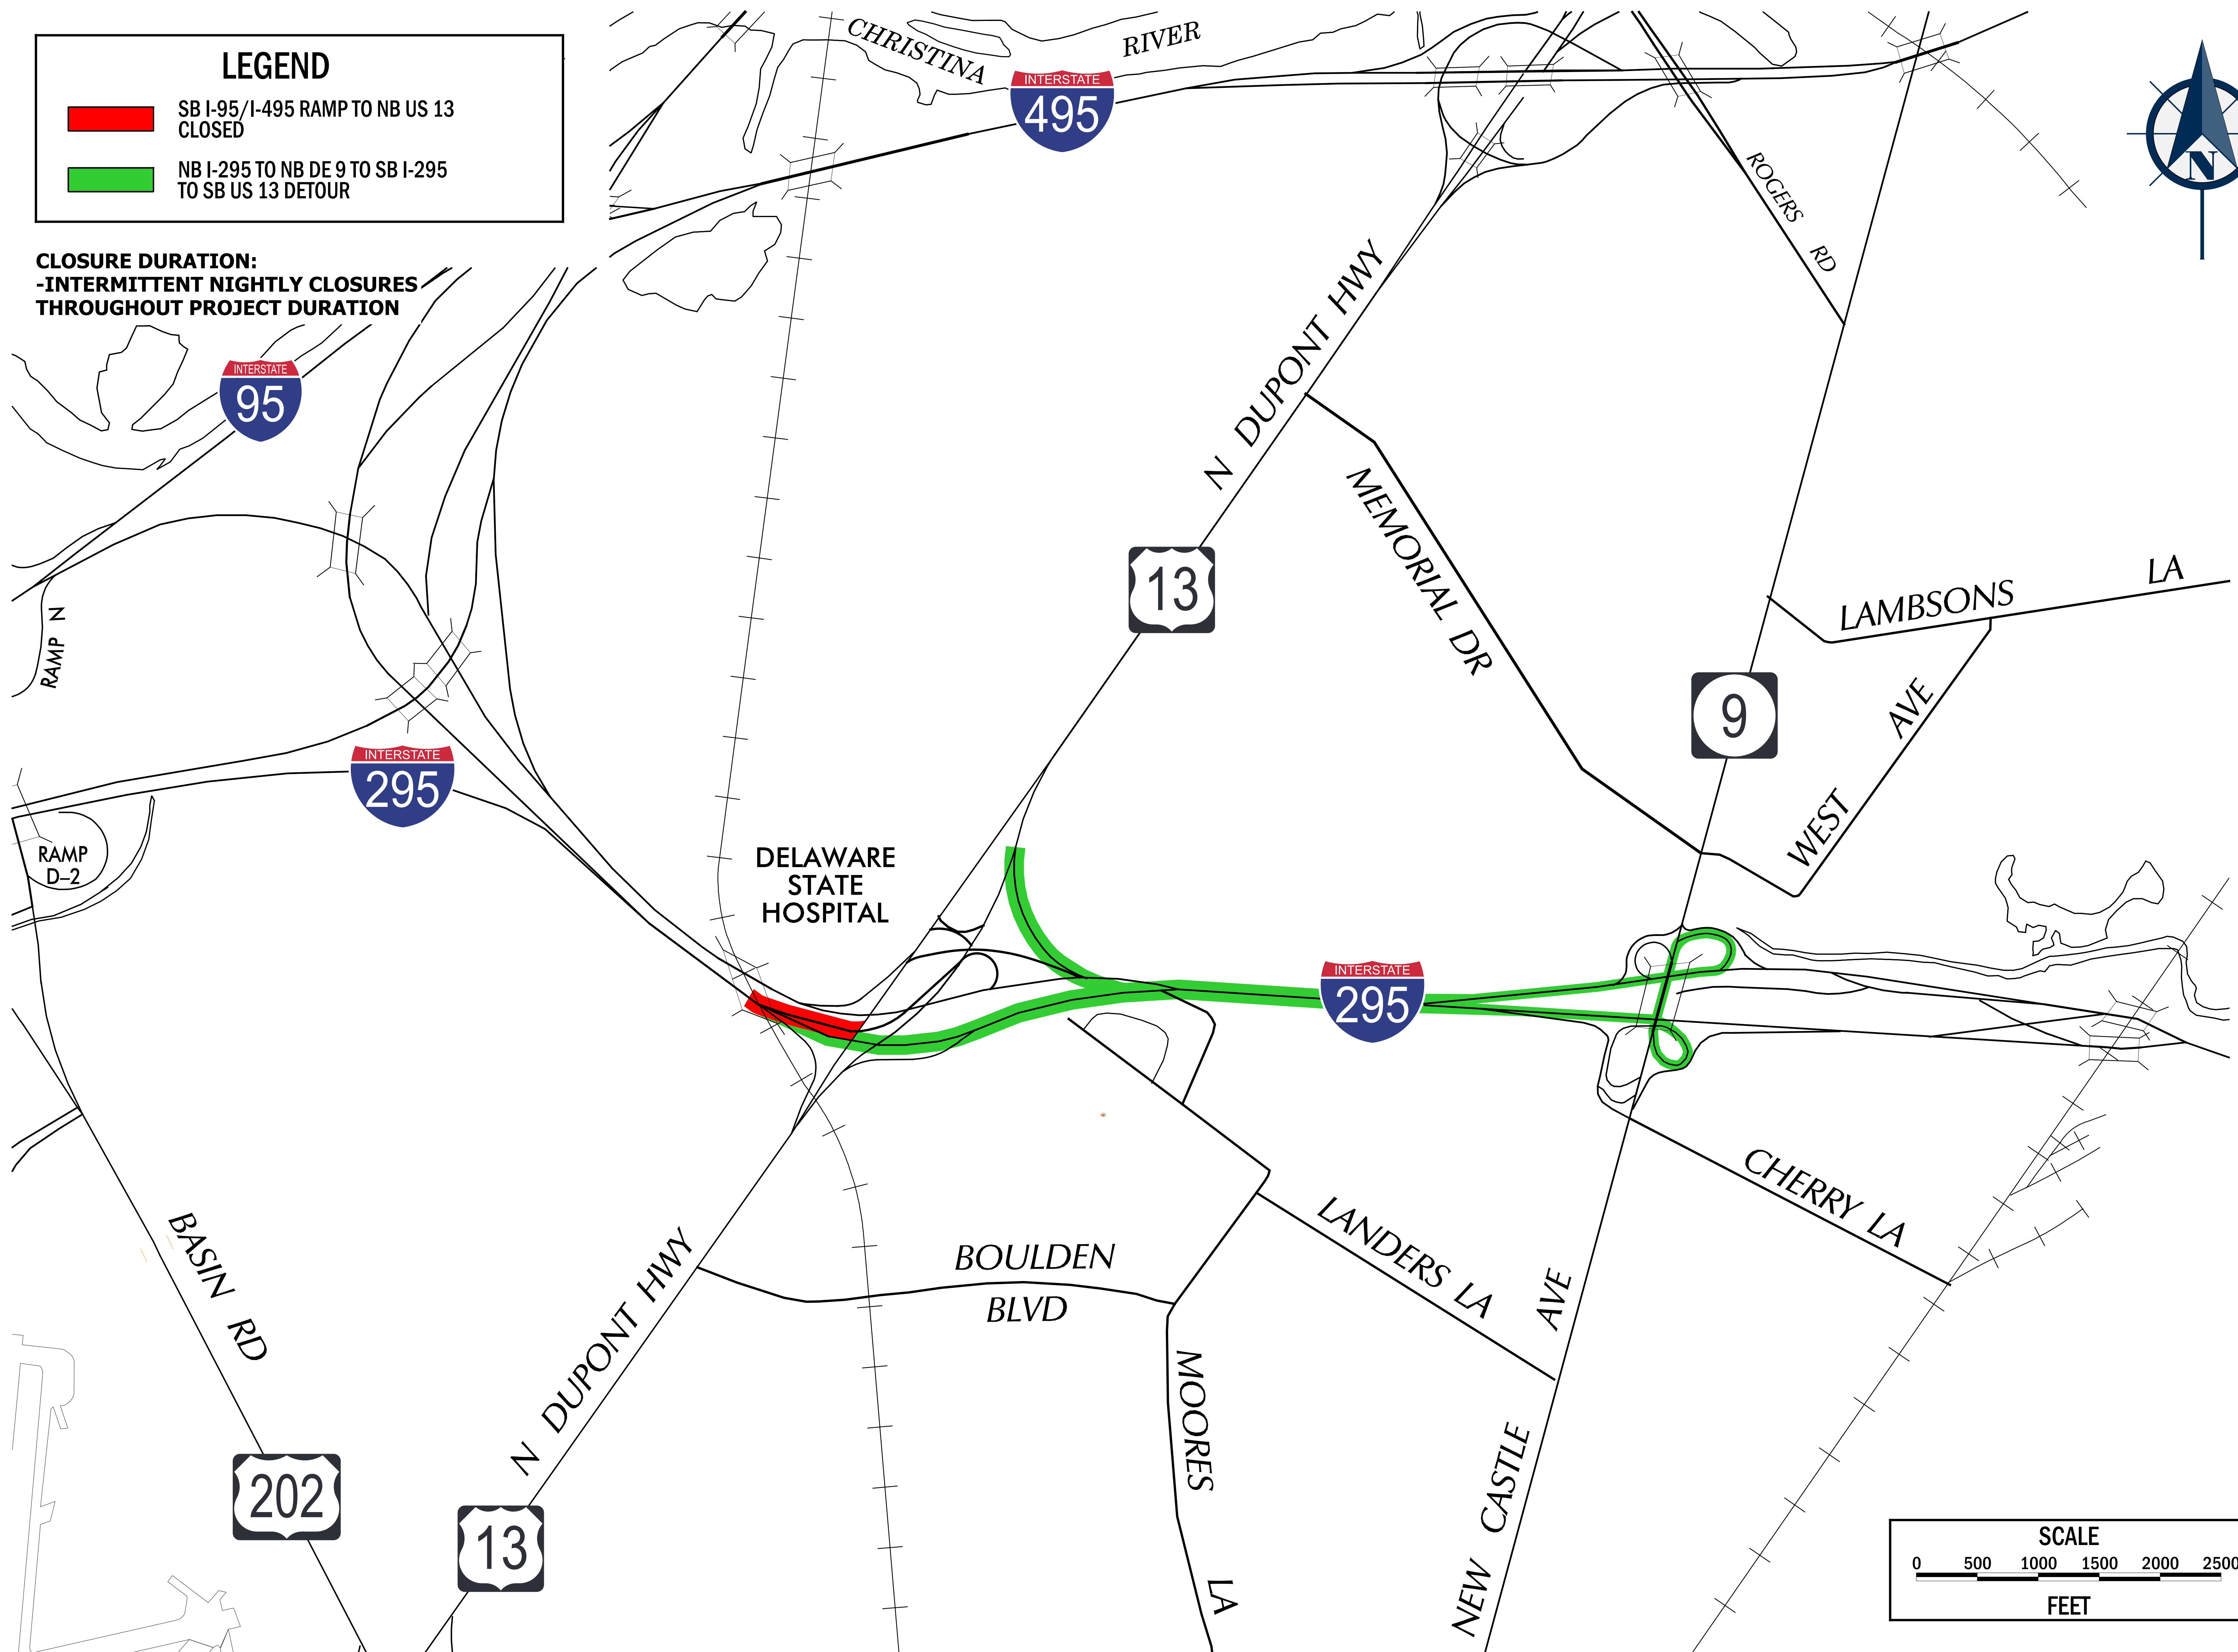 LEGEND
SB I-95/I-495 RAMP TO NB US 13
CLOSED
NB I-295 TO NB DE 9 TO SB I-295
TO SB US 13 DETOUR
CLOSURE DURATION:
-INTERMITTENT NIGHTLY CLOSURES
THROUGHOUT PROJECT DURATION
CHRISTINA
RIVER
INTERSTATE
495
N
ROGERS
RD
INTERSTATE
95
N DUPONT HWY
MEMORIAL DR
13
RAMP N
LAMBSONS
LA
9
WEST
AVE
INTERSTATE
295
RAMP
D-2
DELAWARE
STATE
HOSPITAL
INTERSTATE
295
CHERRY LA
LANDERS LA
BOULDEN
BLVD
BASIN RD
N DUPONT HWY
MOORES
LA
NEW CASTLE
AVE
202
13
SCALE
0 500 1000 1500 2000 2500
FEET